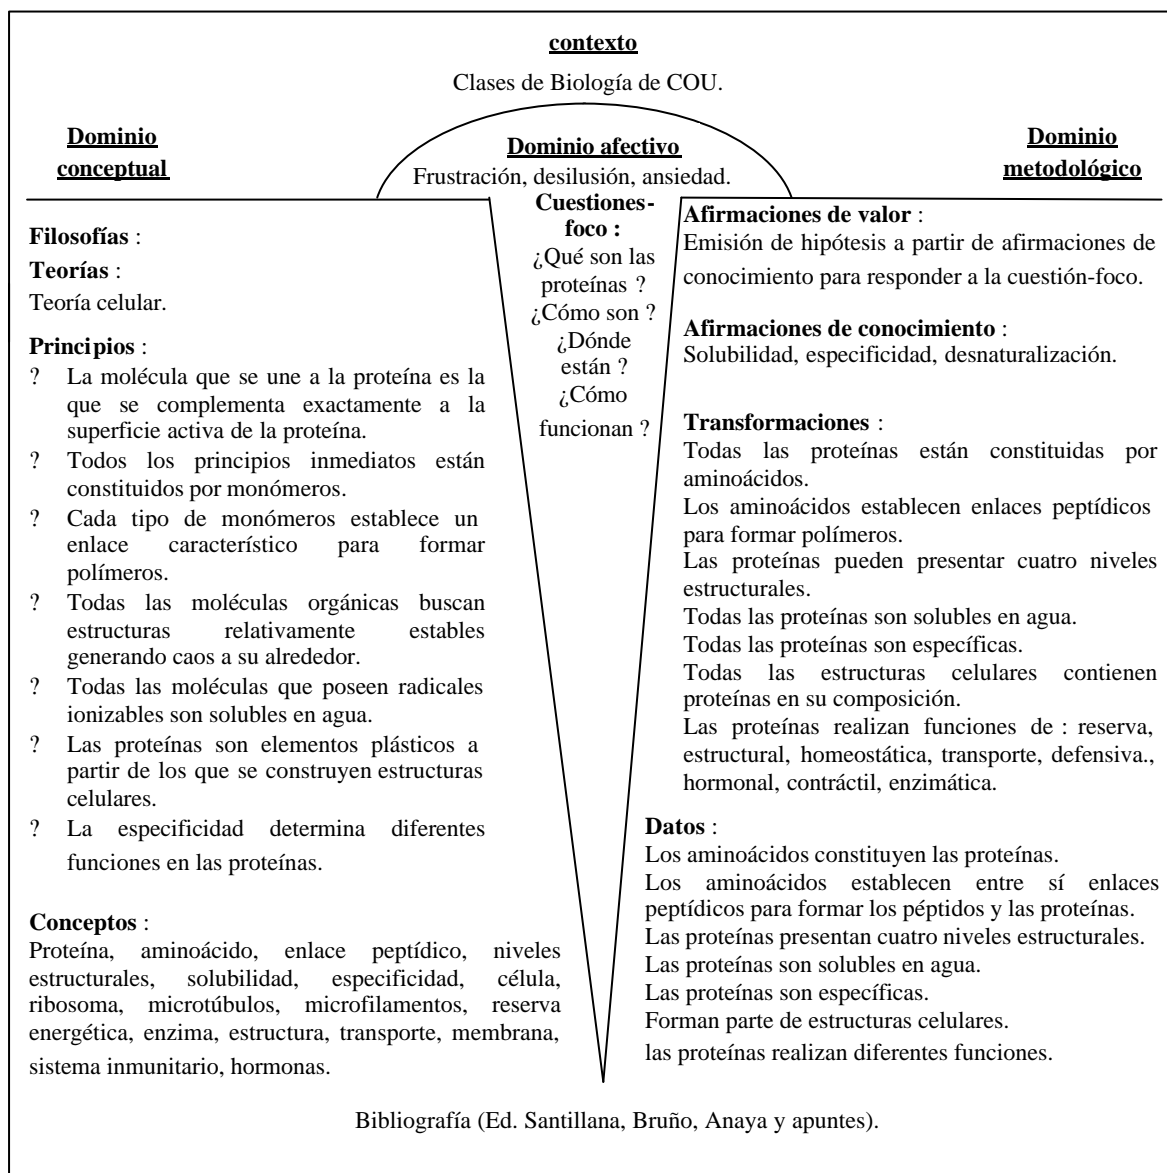 contexto
Clases de Biología de COU.
Dominio
conceptual
Dominio afectivo
Frustración, desilusión, ansiedad.
Dominio
metodológico
Filosofías :
Teorías :
Teoría celular.
Principios :
? La molécula que se une a la proteína es la
que se complementa exactamente a la
superficie activa de la proteína.
? Todos los principios inmediatos están
constituidos por monómeros.
? Cada tipo de monómeros establece un
enlace característico para formar
polímeros.
? Todas las moléculas orgánicas buscan
estructuras relativamente estables
generando caos a su alrededor.
? Todas las moléculas que poseen radicales
ionizables son solubles en agua.
? Las proteínas son elementos plásticos a
partir de los que se construyen estructuras
celulares.
? La especificidad determina diferentes
funciones en las proteínas.
Conceptos :
Proteína, aminoácido, enlace peptídico, niveles
estructurales, solubilidad, especificidad, célula,
ribosoma, microtúbulos, microfilamentos, reserva
energética, enzima, estructura, transporte, membrana,
sistema inmunitario, hormonas.
Cuestiones-
foco :
¿Qué son las
proteínas ?
¿Cómo son ?
¿Dónde
están ?
¿Cómo
funcionan ?
Afirmaciones de valor :
Emisión de hipótesis a partir de afirmaciones de
conocimiento para responder a la cuestión-foco.
Afirmaciones de conocimiento :
Solubilidad, especificidad, desnaturalización.
Transformaciones :
Todas las proteínas están constituidas por
aminoácidos.
Los aminoácidos establecen enlaces peptídicos
para formar polímeros.
Las proteínas pueden presentar cuatro niveles
estructurales.
Todas las proteínas son solubles en agua.
Todas las proteínas son específicas.
Todas las estructuras celulares contienen
proteínas en su composición.
Las proteínas realizan funciones de : reserva,
estructural, homeostática, transporte, defensiva.,
hormonal, contráctil, enzimática.
Datos :
Los aminoácidos constituyen las proteínas.
Los aminoácidos establecen entre sí enlaces
peptídicos para formar los péptidos y las proteínas.
Las proteínas presentan cuatro niveles estructurales.
Las proteínas son solubles en agua.
Las proteínas son específicas.
Forman parte de estructuras celulares.
las proteínas realizan diferentes funciones.
Bibliografía (Ed. Santillana, Bruño, Anaya y apuntes).